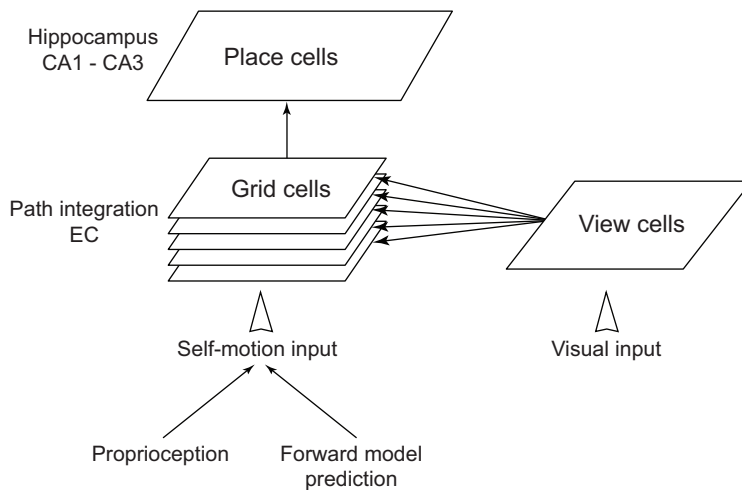 Hippocampus
CA1 - CA3
Place cells
Grid cells
Path integration
EC
View cells
Self-motion input
Visual input
Proprioception
Forward model
prediction